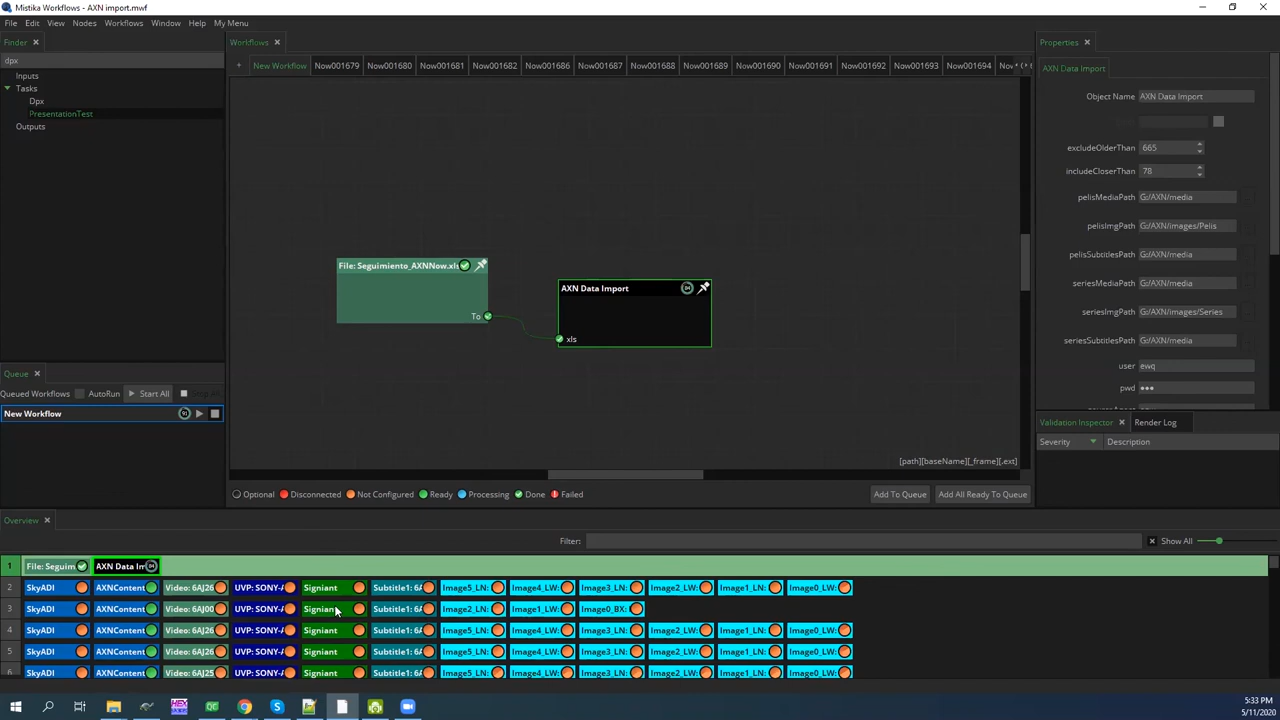 Mistika Workflows - AXN import.mwf
File Edit View Nodes Workflows Window Help My Menu
Finder
dpx
Inputs
Tasks
Dpx
PresentationTest
Outputs
Queue
Queued Workflows AutoRun Start All
New Workflow
Workflows
+ New Workflow Now001679 Now001680 Now001681 Now001682 Now001686 Now001687 Now001688 Now001689 Now001690 Now001691 Now001692 Now001693 Now001694 Nov
File: Seguimiento_AXNNow.xls
To
AXN Data Import
xls
[path][baseName][_frame][.ext]
Optional Disconnected Not Configured Ready Processing Done Failed
Add To Queue Add All Ready To Queue
Properties
AXN Data Import
Object Name AXN Data Import
excludeOlderThan 665
includeCloserThan 78
pelisMediaPath G:/AXN/media
pelisImgPath G:/AXN/images/Pelis
pelisSubtitlesPath G:/AXN/media
seriesMediaPath G:/AXN/media
seriesImgPath G:/AXN/images/Series
seriesSubtitlesPath G:/AXN/media
user ewq
pwd •••
Validation Inspector Render Log
Severity Description
Overview
Filter: Show All
1 File: Seguim AXN Data Im
2 SkyADI AXNContent Video: 6AJ26 UVP: SONY-A Signiant Subtitle1: 6A Image5_LN: Image4_LW: Image3_LN: Image2_LW: Image1_LN: Image0_LW:
3 SkyADI AXNContent Video: 6AJ00 UVP: SONY-A Signiant Subtitle1: 6A Image2_LN: Image1_LW: Image0_BX:
4 SkyADI AXNContent Video: 6AJ26 UVP: SONY-A Signiant Subtitle1: 6A Image5_LN: Image4_LW: Image3_LN: Image2_LW: Image1_LN: Image0_LW:
5 SkyADI AXNContent Video: 6AJ26 UVP: SONY-A Signiant Subtitle1: 6A Image5_LN: Image4_LW: Image3_LN: Image2_LW: Image1_LN: Image0_LW:
6 SkyADI AXNContent Video: 6AJ25 UVP: SONY-A Signiant Subtitle1: 6A Image5_LN: Image4_LW: Image3_LN: Image2_LW: Image1_LN: Image0_LW:
5:33 PM
5/11/2020